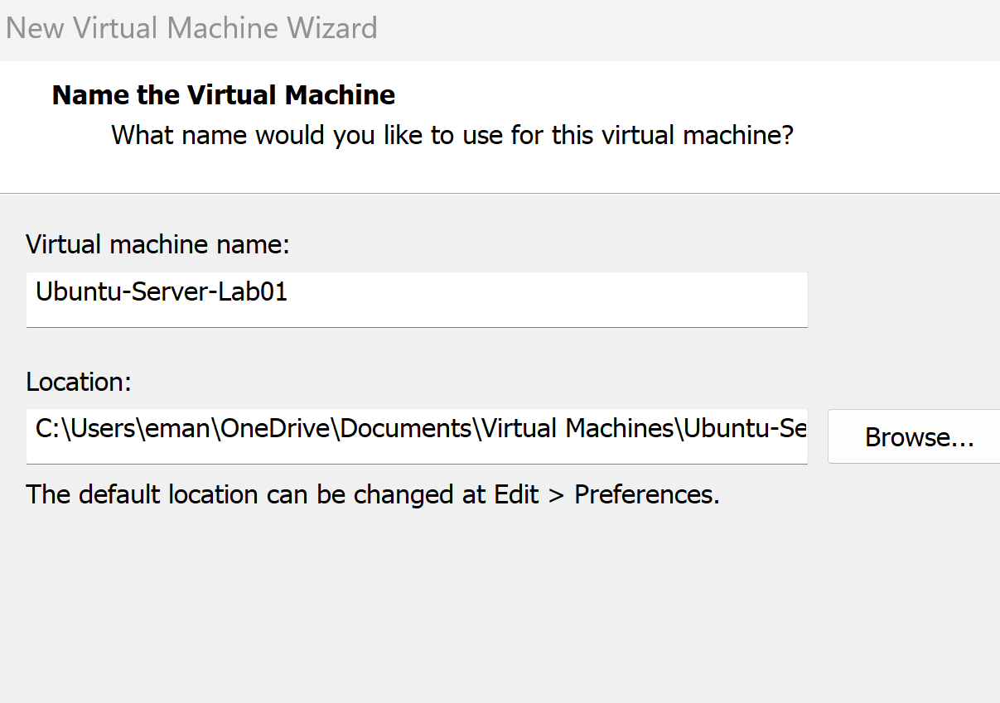 New Virtual Machine Wizard
Name the Virtual Machine
What name would you like to use for this virtual machine?
Virtual machine name:
Ubuntu-Server-Lab01
Location:
C:\Users\eman\OneDrive\Documents\Virtual Machines\Ubuntu-Se
Browse...
The default location can be changed at Edit > Preferences.